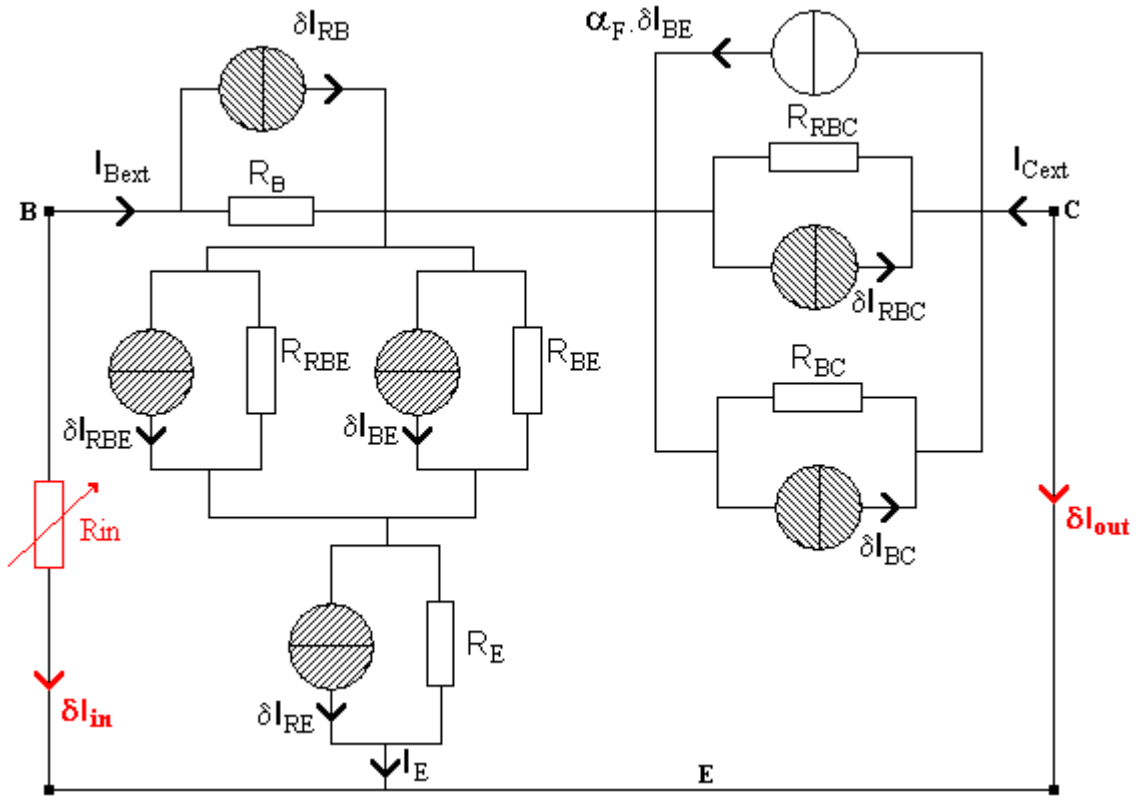 δI_RB
α_F.δI_BE
R_RBC
I_Bext
R_B
I_Cext
B
C
δI_RBC
R_RBE
R_BE
R_BC
δI_RBE
δI_BE
Rin
δI_out
δI_BC
R_E
δI_in
δI_RE
I_E
E